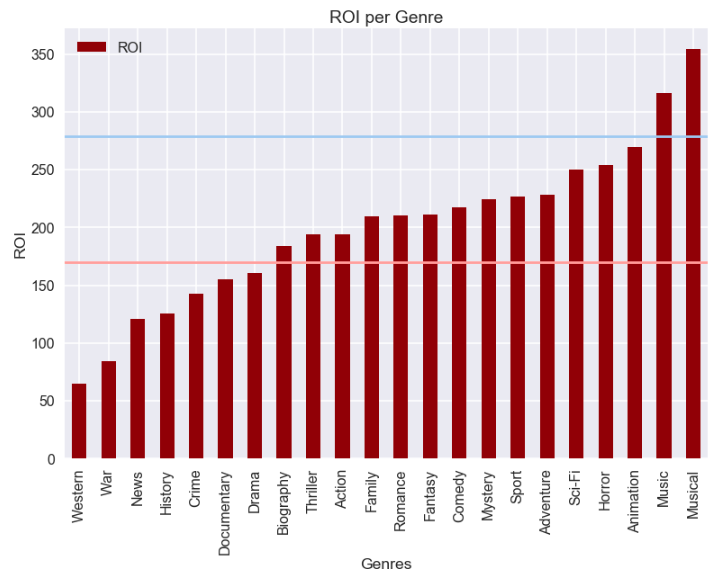 ROI per Genre
ROI
350
300
250
200
150
100
50
0
ROI
Western
War
News
History
Crime
Documentary
Drama
Biography
Thriller
Action
Family
Romance
Fantasy
Comedy
Mystery
Sport
Adventure
Sci-Fi
Horror
Animation
Music
Musical
Genres